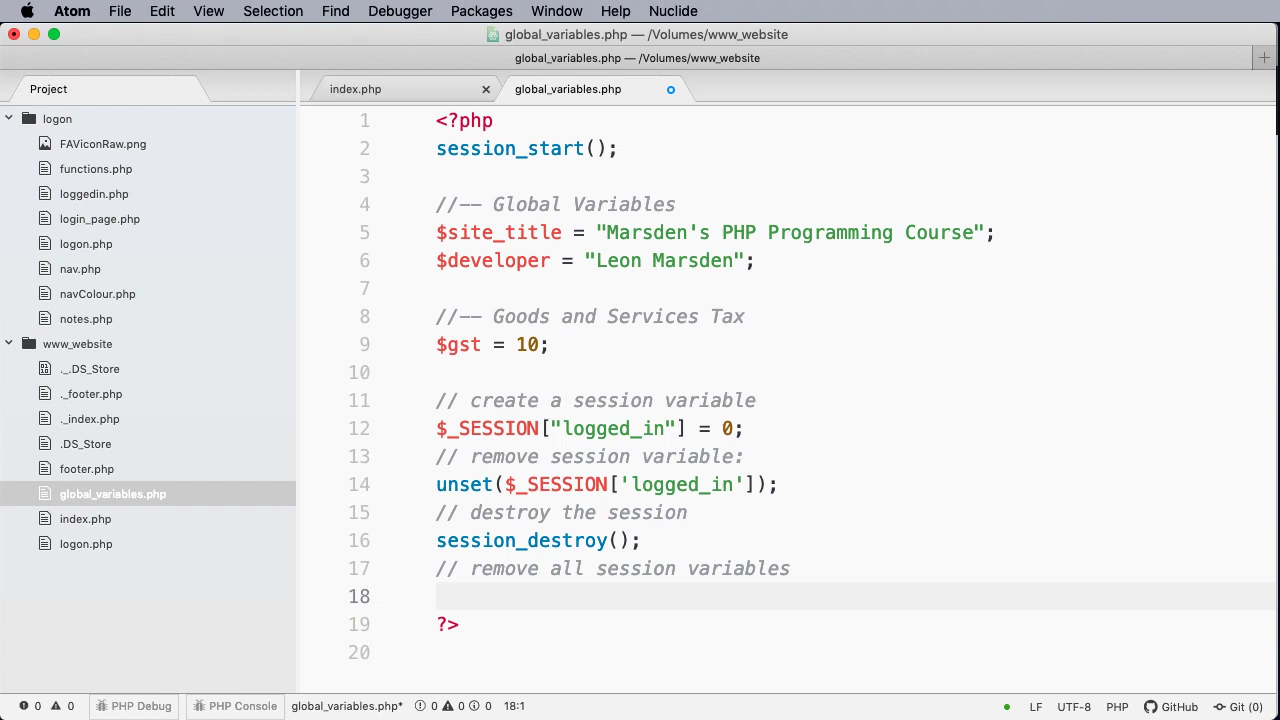 Atom File Edit View Selection Find Debugger Packages Window Help Nuclide
global_variables.php — /Volumes/www_website
global_variables.php — /Volumes/www_website
Project
index.php
global_variables.php
logon
FAViconRaw.png
functions.php
loggedin.php
login_page.php
logon.php
nav.php
navColour.php
notes.php
www_website
._.DS_Store
._footer.php
._index.php
.DS_Store
footer.php
global_variables.php
index.php
logon.php
1 <?php
2 session_start();
3
4 //-- Global Variables
5 $site_title = "Marsden's PHP Programming Course";
6 $developer = "Leon Marsden";
7
8 //-- Goods and Services Tax
9 $gst = 10;
10
11 // create a session variable
12 $_SESSION["logged_in"] = 0;
13 // remove session variable:
14 unset($_SESSION['logged_in']);
15 // destroy the session
16 session_destroy();
17 // remove all session variables
18
19 ?>
20
0 0 PHP Debug PHP Console global_variables.php* 0 0 0 18:1 LF UTF-8 PHP GitHub Git (0)